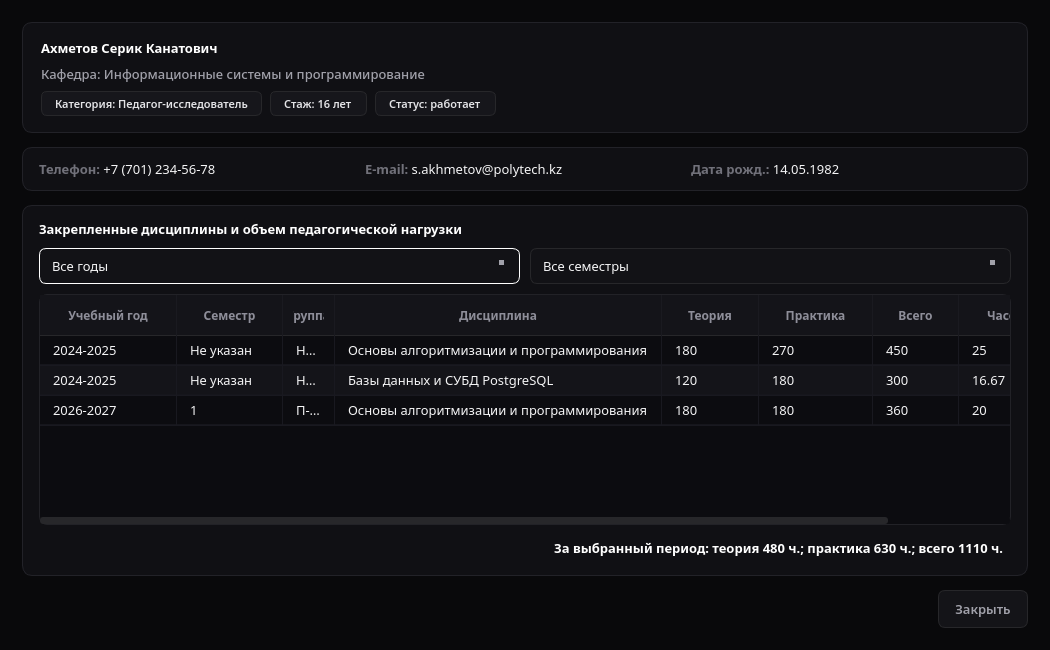 Ахметов Серик Канатович
Кафедра: Информационные системы и программирование
Категория: Педагог-исследователь Стаж: 16 лет Статус: работает
Телефон: +7 (701) 234-56-78 E-mail: s.akhmetov@polytech.kz Дата рожд.: 14.05.1982
Закрепленные дисциплины и объем педагогической нагрузки
Все годы Все семестры
Учебный год Семестр рупп Дисциплина Теория Практика Всего Час
2024-2025 Не указан Н... Основы алгоритмизации и программирования 180 270 450 25
2024-2025 Не указан Н... Базы данных и СУБД PostgreSQL 120 180 300 16.67
2026-2027 1 П-... Основы алгоритмизации и программирования 180 180 360 20
За выбранный период: теория 480 ч.; практика 630 ч.; всего 1110 ч.
Закрыть